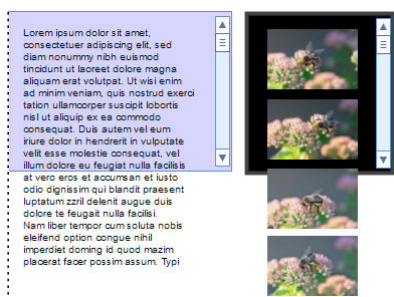 Lorem ipsum dolor sit amet,
consectetuer adipiscing elit, sed
diam nonummy nibh euismod
tincidunt ut laoreet dolore magna
aliquam erat volutpat. Ut wisi enim
ad minim veniam, quis nostrud exerci
tation ullamcorper suscipit lobortis
nisl ut aliquip ex ea commodo
consequat. Duis autem vel eum
iriure dolor in hendrerit in vulputate
velit esse molestie consequat, vel
illum dolore eu feugiat nulla facilisis
at vero eros et accumsan et iusto
odio dignissim qui blandit praesent
luptatum zzril delenit augue duis
dolore te feugait nulla facilisi.
Nam liber tempor cum soluta nobis
eleifend option congue nihil
imperdiet doming id quod mazim
placerat facer possim assum. Typi